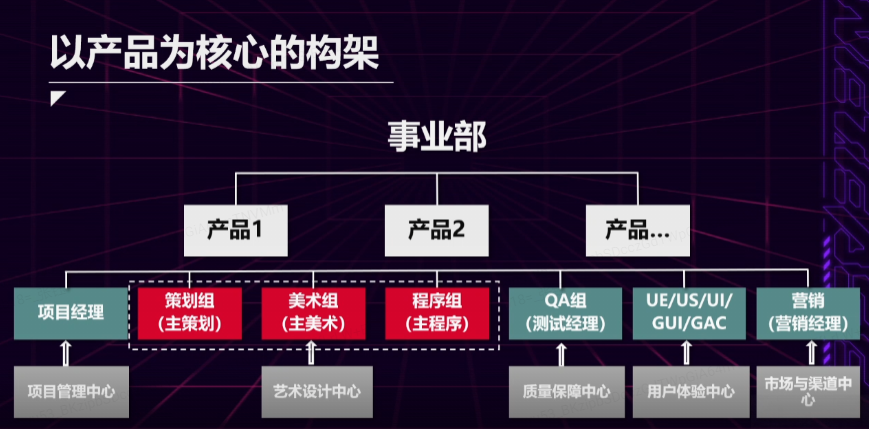 以产品为核心的构架
事业部
产品1
产品2
产品...
项目经理
策划组
(主策划)
美术组
(主美术)
程序组
(主程序)
QA组
(测试经理)
UE/US/UI/
GUI/GAC
营销
(营销经理)
项目管理中心
艺术设计中心
质量保障中心
用户体验中心
市场与渠道中
心